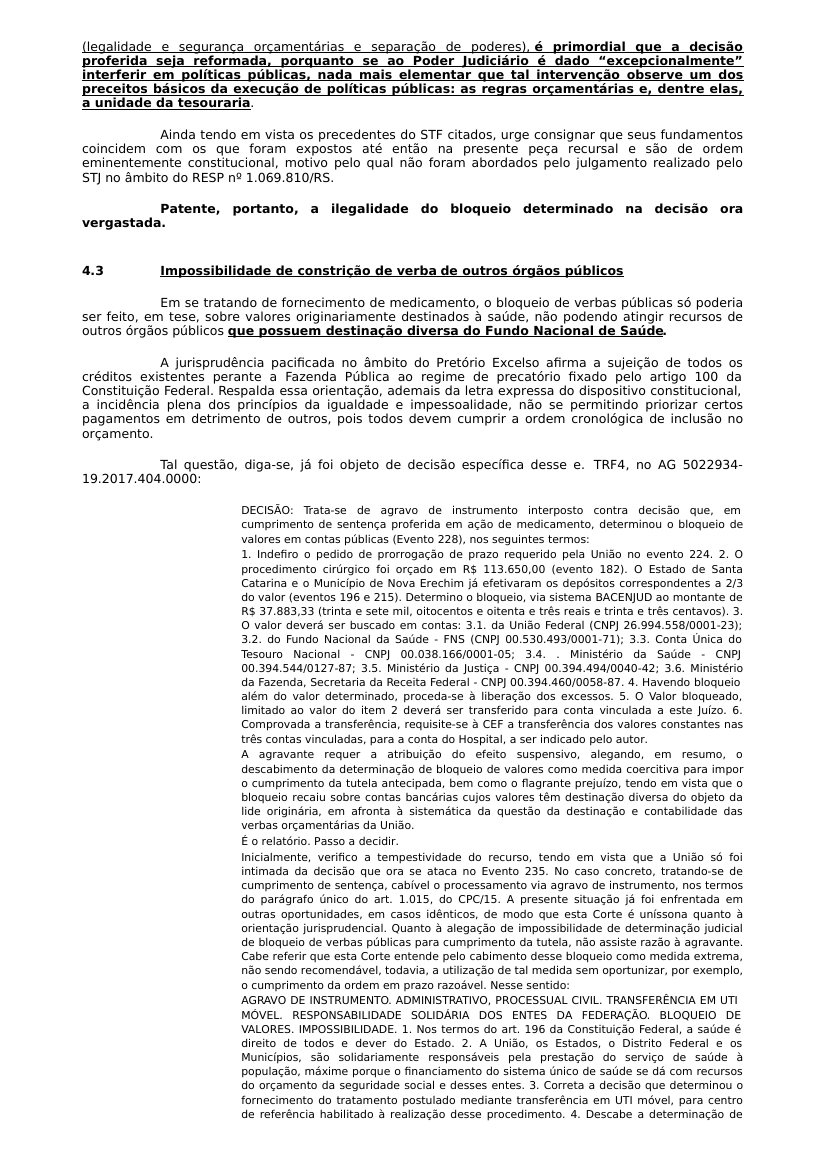 (legalidade e segurança orçamentárias e separação de poderes), é primordial que a decisão
proferida seja reformada, porquanto se ao Poder Judiciário é dado “excepcionalmente”
interferir em políticas públicas, nada mais elementar que tal intervenção observe um dos
preceitos básicos da execução de políticas públicas: as regras orçamentárias e, dentre elas,
a unidade da tesouraria.
Ainda tendo em vista os precedentes do STF citados, urge consignar que seus fundamentos
coincidem com os que foram expostos até então na presente peça recursal e são de ordem
eminentemente constitucional, motivo pelo qual não foram abordados pelo julgamento realizado pelo
STJ no âmbito do RESP nº 1.069.810/RS.
Patente, portanto, a ilegalidade do bloqueio determinado na decisão ora
vergastada.
4.3 Impossibilidade de constrição de verba de outros órgãos públicos
Em se tratando de fornecimento de medicamento, o bloqueio de verbas públicas só poderia
ser feito, em tese, sobre valores originariamente destinados à saúde, não podendo atingir recursos de
outros órgãos públicos que possuem destinação diversa do Fundo Nacional de Saúde.
A jurisprudência pacificada no âmbito do Pretório Excelso afirma a sujeição de todos os
créditos existentes perante a Fazenda Pública ao regime de precatório fixado pelo artigo 100 da
Constituição Federal. Respalda essa orientação, ademais da letra expressa do dispositivo constitucional,
a incidência plena dos princípios da igualdade e impessoalidade, não se permitindo priorizar certos
pagamentos em detrimento de outros, pois todos devem cumprir a ordem cronológica de inclusão no
orçamento.
Tal questão, diga-se, já foi objeto de decisão específica desse e. TRF4, no AG 5022934-
19.2017.404.0000:
DECISÃO: Trata-se de agravo de instrumento interposto contra decisão que, em
cumprimento de sentença proferida em ação de medicamento, determinou o bloqueio de
valores em contas públicas (Evento 228), nos seguintes termos:
1. Indefiro o pedido de prorrogação de prazo requerido pela União no evento 224. 2. O
procedimento cirúrgico foi orçado em R$ 113.650,00 (evento 182). O Estado de Santa
Catarina e o Município de Nova Erechim já efetivaram os depósitos correspondentes a 2/3
do valor (eventos 196 e 215). Determino o bloqueio, via sistema BACENJUD ao montante de
R$ 37.883,33 (trinta e sete mil, oitocentos e oitenta e três reais e trinta e três centavos). 3.
O valor deverá ser buscado em contas: 3.1. da União Federal (CNPJ 26.994.558/0001-23);
3.2. do Fundo Nacional da Saúde - FNS (CNPJ 00.530.493/0001-71); 3.3. Conta Única do
Tesouro Nacional - CNPJ 00.038.166/0001-05; 3.4. . Ministério da Saúde - CNPJ
00.394.544/0127-87; 3.5. Ministério da Justiça - CNPJ 00.394.494/0040-42; 3.6. Ministério
da Fazenda, Secretaria da Receita Federal - CNPJ 00.394.460/0058-87. 4. Havendo bloqueio
além do valor determinado, proceda-se à liberação dos excessos. 5. O Valor bloqueado,
limitado ao valor do item 2 deverá ser transferido para conta vinculada a este Juízo. 6.
Comprovada a transferência, requisite-se à CEF a transferência dos valores constantes nas
três contas vinculadas, para a conta do Hospital, a ser indicado pelo autor.
A agravante requer a atribuição do efeito suspensivo, alegando, em resumo, o
descabimento da determinação de bloqueio de valores como medida coercitiva para impor
o cumprimento da tutela antecipada, bem como o flagrante prejuízo, tendo em vista que o
bloqueio recaiu sobre contas bancárias cujos valores têm destinação diversa do objeto da
lide originária, em afronta à sistemática da questão da destinação e contabilidade das
verbas orçamentárias da União.
É o relatório. Passo a decidir.
Inicialmente, verifico a tempestividade do recurso, tendo em vista que a União só foi
intimada da decisão que ora se ataca no Evento 235. No caso concreto, tratando-se de
cumprimento de sentença, cabível o processamento via agravo de instrumento, nos termos
do parágrafo único do art. 1.015, do CPC/15. A presente situação já foi enfrentada em
outras oportunidades, em casos idênticos, de modo que esta Corte é uníssona quanto à
orientação jurisprudencial. Quanto à alegação de impossibilidade de determinação judicial
de bloqueio de verbas públicas para cumprimento da tutela, não assiste razão à agravante.
Cabe referir que esta Corte entende pelo cabimento desse bloqueio como medida extrema,
não sendo recomendável, todavia, a utilização de tal medida sem oportunizar, por exemplo,
o cumprimento da ordem em prazo razoável. Nesse sentido:
AGRAVO DE INSTRUMENTO. ADMINISTRATIVO, PROCESSUAL CIVIL. TRANSFERÊNCIA EM UTI
MÓVEL. RESPONSABILIDADE SOLIDÁRIA DOS ENTES DA FEDERAÇÃO. BLOQUEIO DE
VALORES. IMPOSSIBILIDADE. 1. Nos termos do art. 196 da Constituição Federal, a saúde é
direito de todos e dever do Estado. 2. A União, os Estados, o Distrito Federal e os
Municípios, são solidariamente responsáveis pela prestação do serviço de saúde à
população, máxime porque o financiamento do sistema único de saúde se dá com recursos
do orçamento da seguridade social e desses entes. 3. Correta a decisão que determinou o
fornecimento do tratamento postulado mediante transferência em UTI móvel, para centro
de referência habilitado à realização desse procedimento. 4. Descabe a determinação de